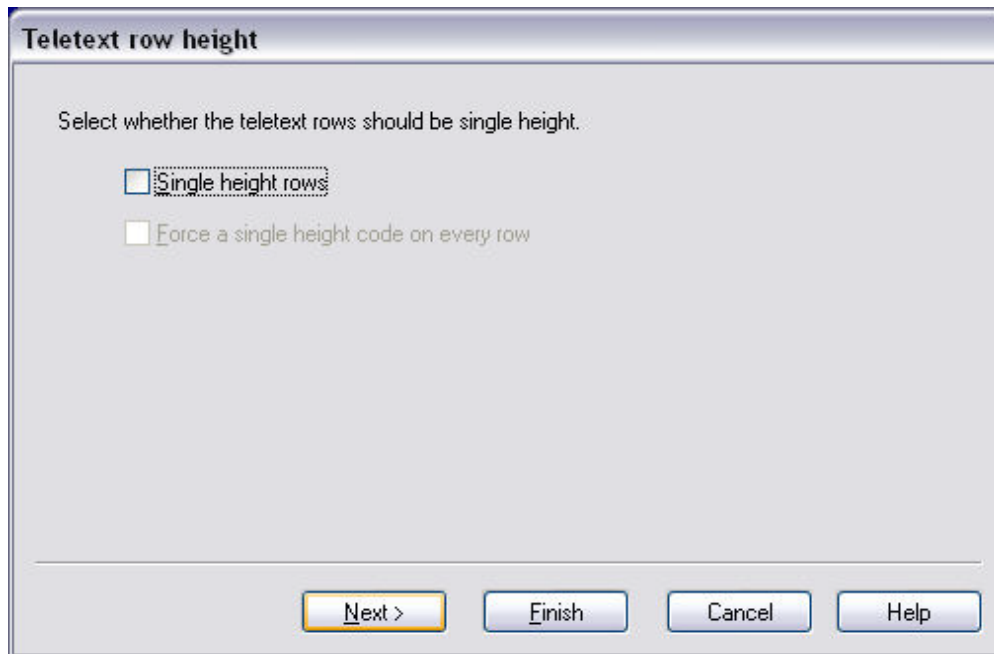 Teletext row height
Select whether the teletext rows should be single height.
Single height rows
Force a single height code on every row
Next > Finish Cancel Help